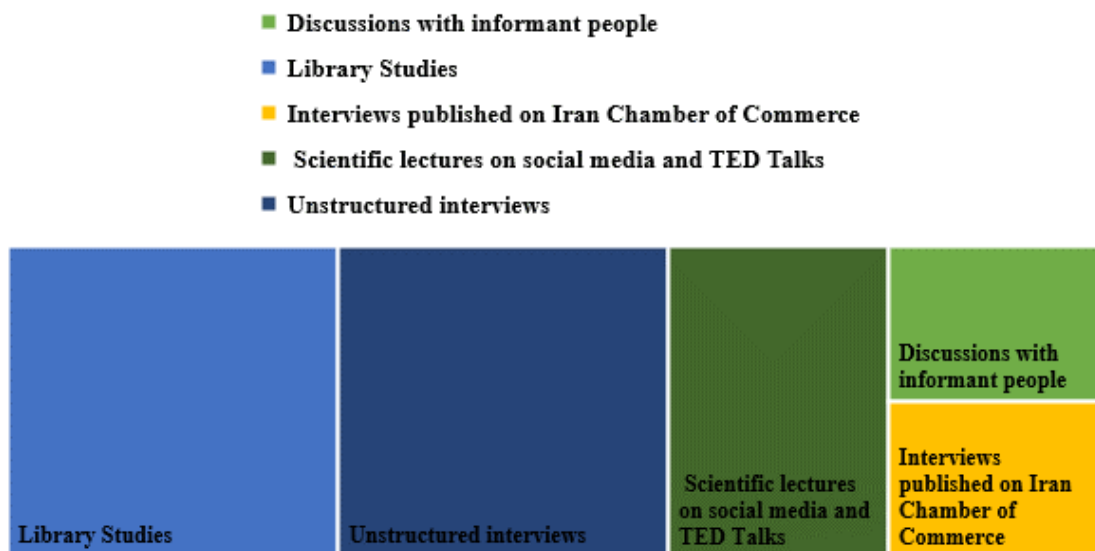 Discussions with informant people
Library Studies
Interviews published on Iran Chamber of Commerce
Scientific lectures on social media and TED Talks
Unstructured interviews
Library Studies
Unstructured interviews
Scientific lectures
on social media and
TED Talks
Discussions with
informant people
Interviews
published on Iran
Chamber of
Commerce